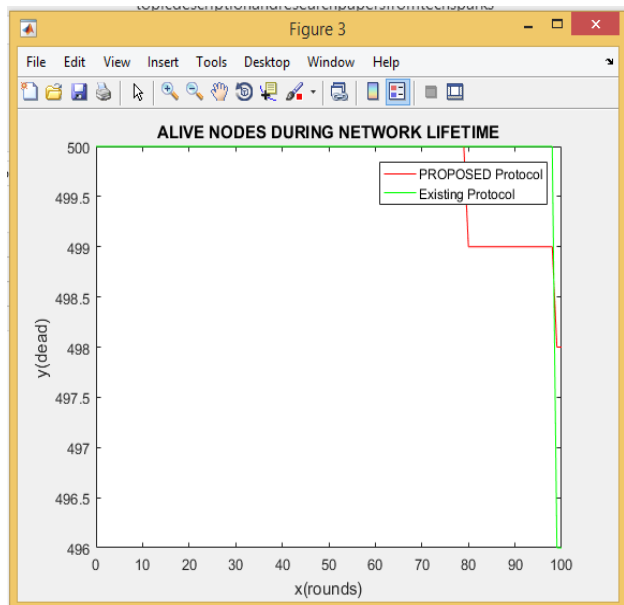 topicdescriptionandresearchpapersfromtechsparks
Figure 3
File Edit View Insert Tools Desktop Window Help
ALIVE NODES DURING NETWORK LIFETIME
PROPOSED Protocol
Existing Protocol
500
499.5
499
498.5
498
497.5
497
496.5
496
y(dead)
0 10 20 30 40 50 60 70 80 90 100
x(rounds)